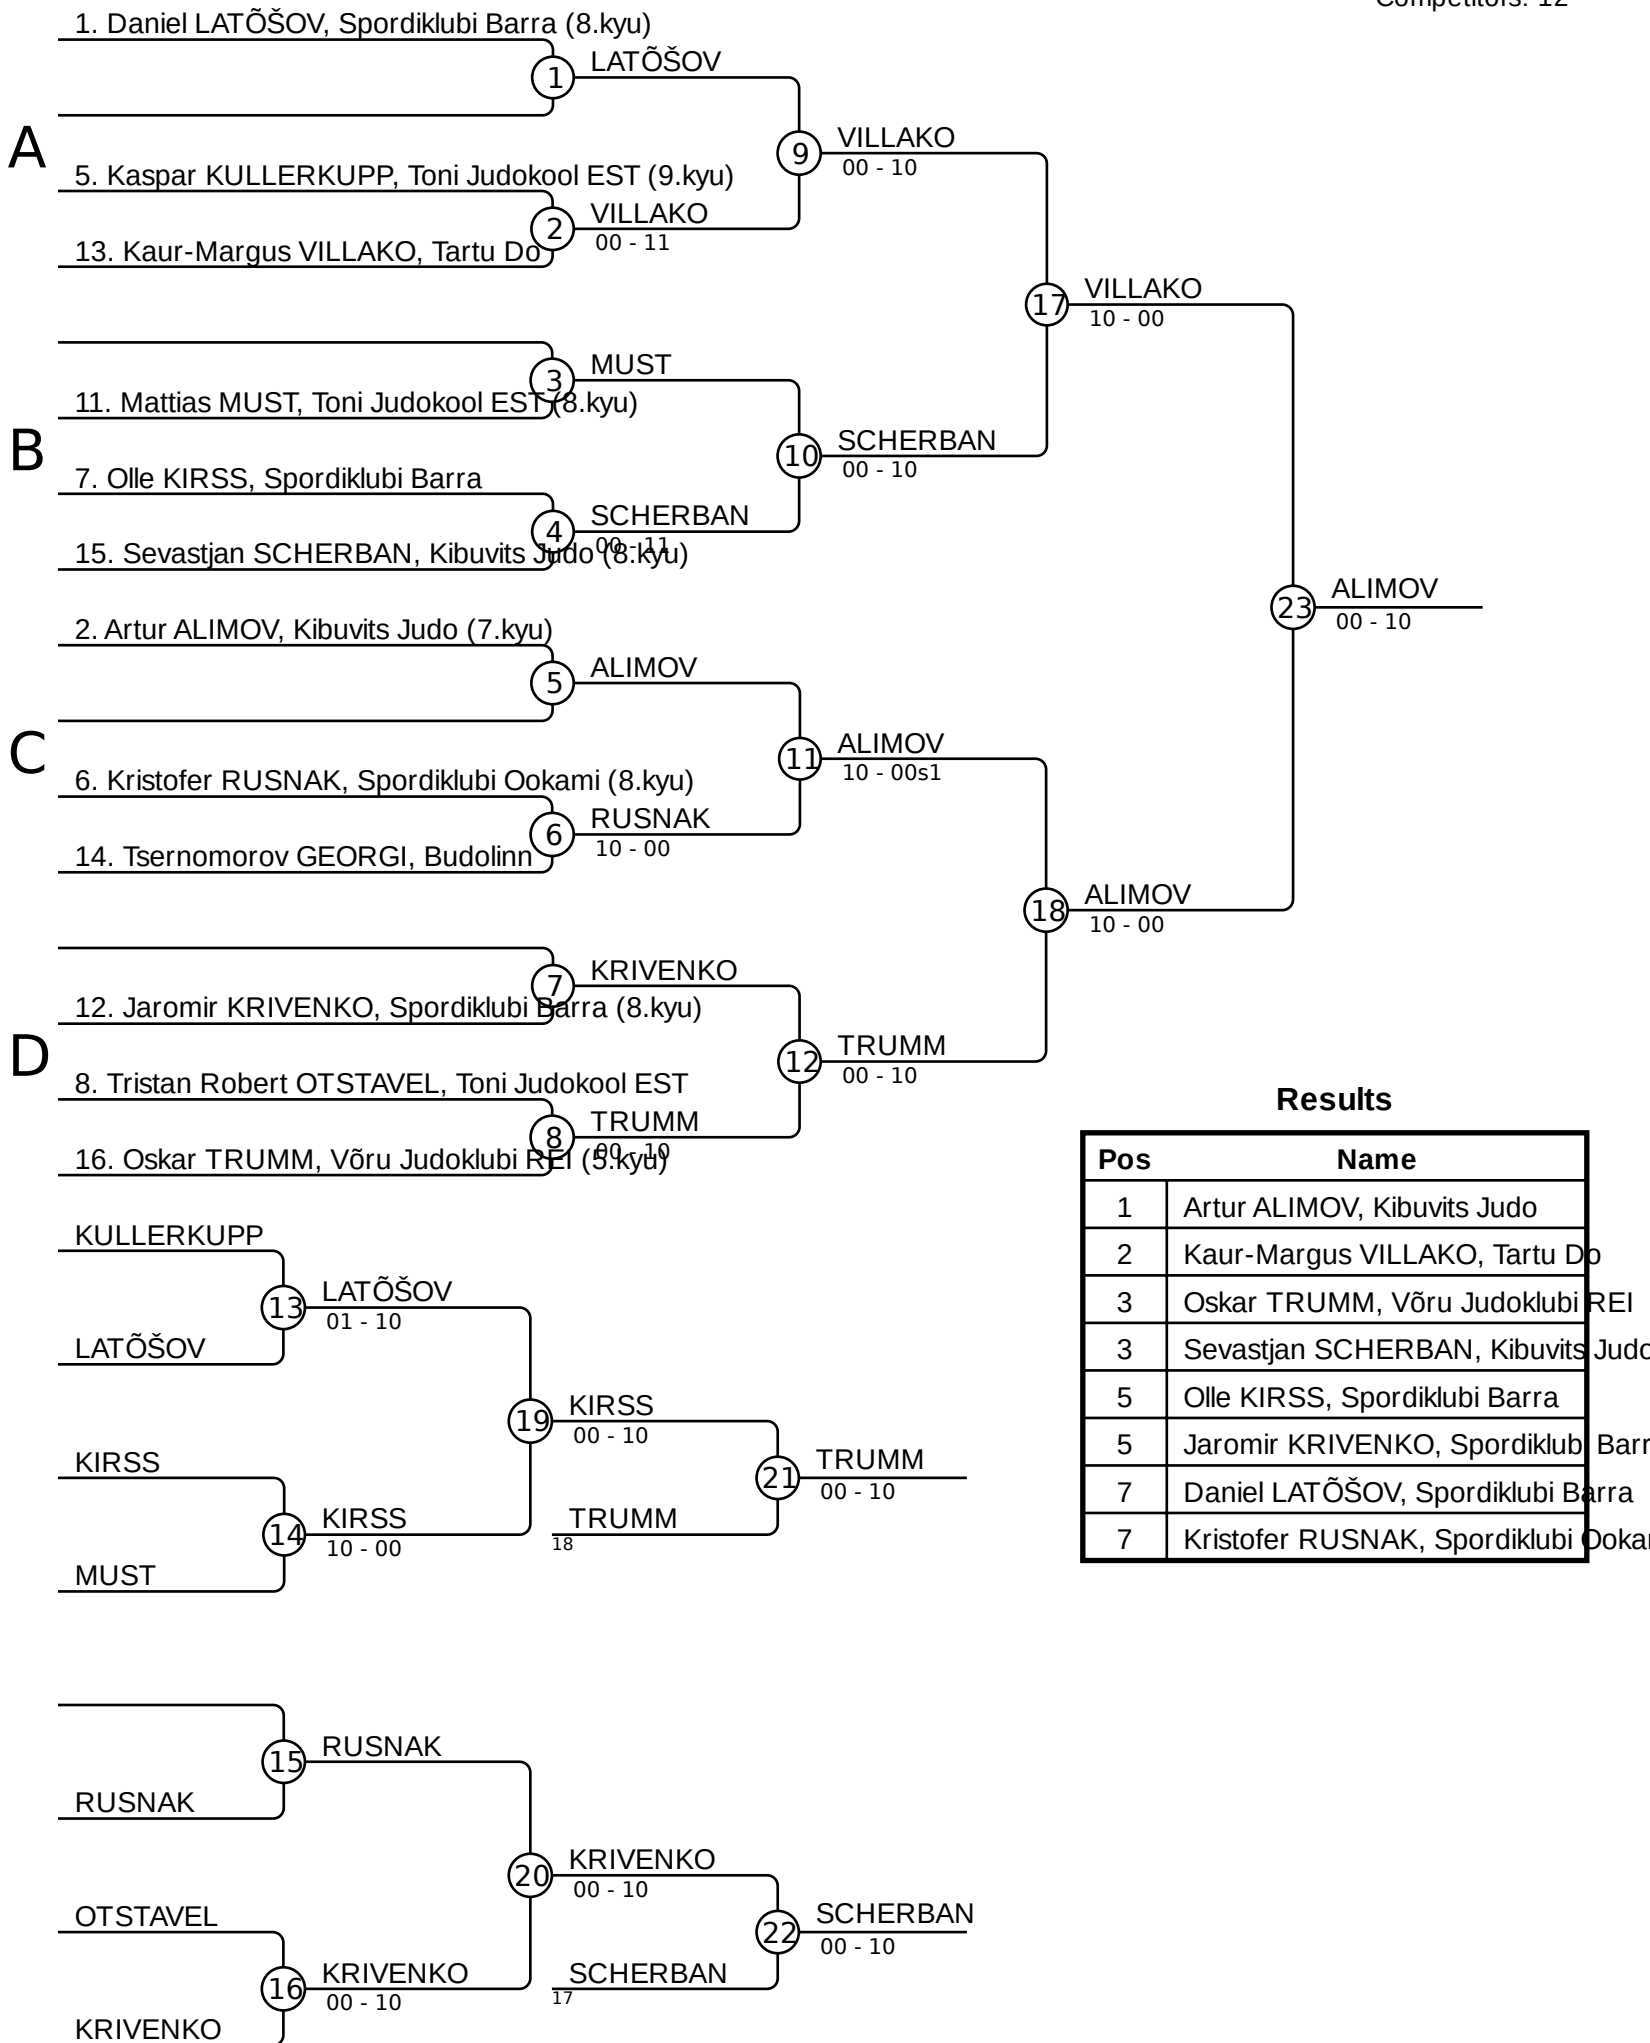 Competitors: 12
1. Daniel LATÕŠOV, Spordiklubi Barra (8.kyu)
1
LATÕŠOV
A
5. Kaspar KULLERKUPP, Toni Judokool EST (9.kyu)
9
VILLAKO
00 - 10
2
VILLAKO
00 - 11
13. Kaur-Margus VILLAKO, Tartu Do
17
VILLAKO
10 - 00
3
MUST
11. Mattias MUST, Toni Judokool EST (8.kyu)
B
10
SCHERBAN
00 - 10
7. Olle KIRSS, Spordiklubi Barra
4
SCHERBAN
00 - 11
15. Sevastjan SCHERBAN, Kibuvits Judo (8.kyu)
23
ALIMOV
00 - 10
2. Artur ALIMOV, Kibuvits Judo (7.kyu)
5
ALIMOV
C
11
ALIMOV
10 - 00s1
6. Kristofer RUSNAK, Spordiklubi Ookami (8.kyu)
6
RUSNAK
10 - 00
14. Tsernomorov GEORGI, Budolinn
18
ALIMOV
10 - 00
7
KRIVENKO
12. Jaromir KRIVENKO, Spordiklubi Barra (8.kyu)
D
12
TRUMM
00 - 10
8. Tristan Robert OTSTAVEL, Toni Judokool EST
8
TRUMM
00 - 10
16. Oskar TRUMM, Võru Judoklubi REI (5.kyu)
Results
Pos Name
1 Artur ALIMOV, Kibuvits Judo
2 Kaur-Margus VILLAKO, Tartu Do
3 Oskar TRUMM, Võru Judoklubi REI
3 Sevastjan SCHERBAN, Kibuvits Judo
5 Olle KIRSS, Spordiklubi Barra
5 Jaromir KRIVENKO, Spordiklubi Barr
7 Daniel LATÕŠOV, Spordiklubi Barra
7 Kristofer RUSNAK, Spordiklubi Ooka
KULLERKUPP
13
LATÕŠOV
01 - 10
LATÕŠOV
19
KIRSS
00 - 10
KIRSS
21
TRUMM
00 - 10
14
KIRSS
10 - 00
TRUMM
18
MUST
15
RUSNAK
RUSNAK
20
KRIVENKO
00 - 10
OTSTAVEL
22
SCHERBAN
00 - 10
16
KRIVENKO
00 - 10
SCHERBAN
17
KRIVENKO